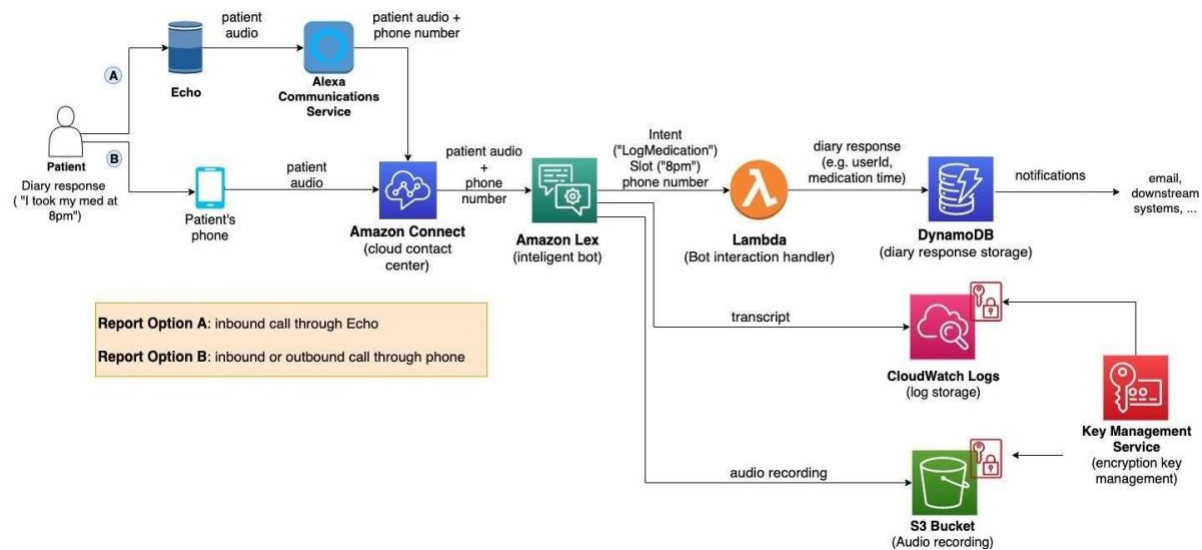 patient
audio
patient audio +
phone number
A
Echo
Alexa
Communications
Service
Patient
Diary response
( "I took my med at
8pm")
B
Patient's
phone
patient
audio
Amazon Connect
(cloud contact
center)
patient audio
+
phone
number
Amazon Lex
(inteligent bot)
Intent
("LogMedication")
Slot ("8pm")
phone number
Lambda
(Bot interaction handler)
diary response
(e.g. userId,
medication time)
DynamoDB
(diary response storage)
notifications
email,
downstream
systems, ...
transcript
CloudWatch Logs
(log storage)
Key Management
Service
(encryption key
management)
audio recording
S3 Bucket
(Audio recording)
Report Option A: inbound call through Echo
Report Option B: inbound or outbound call through phone